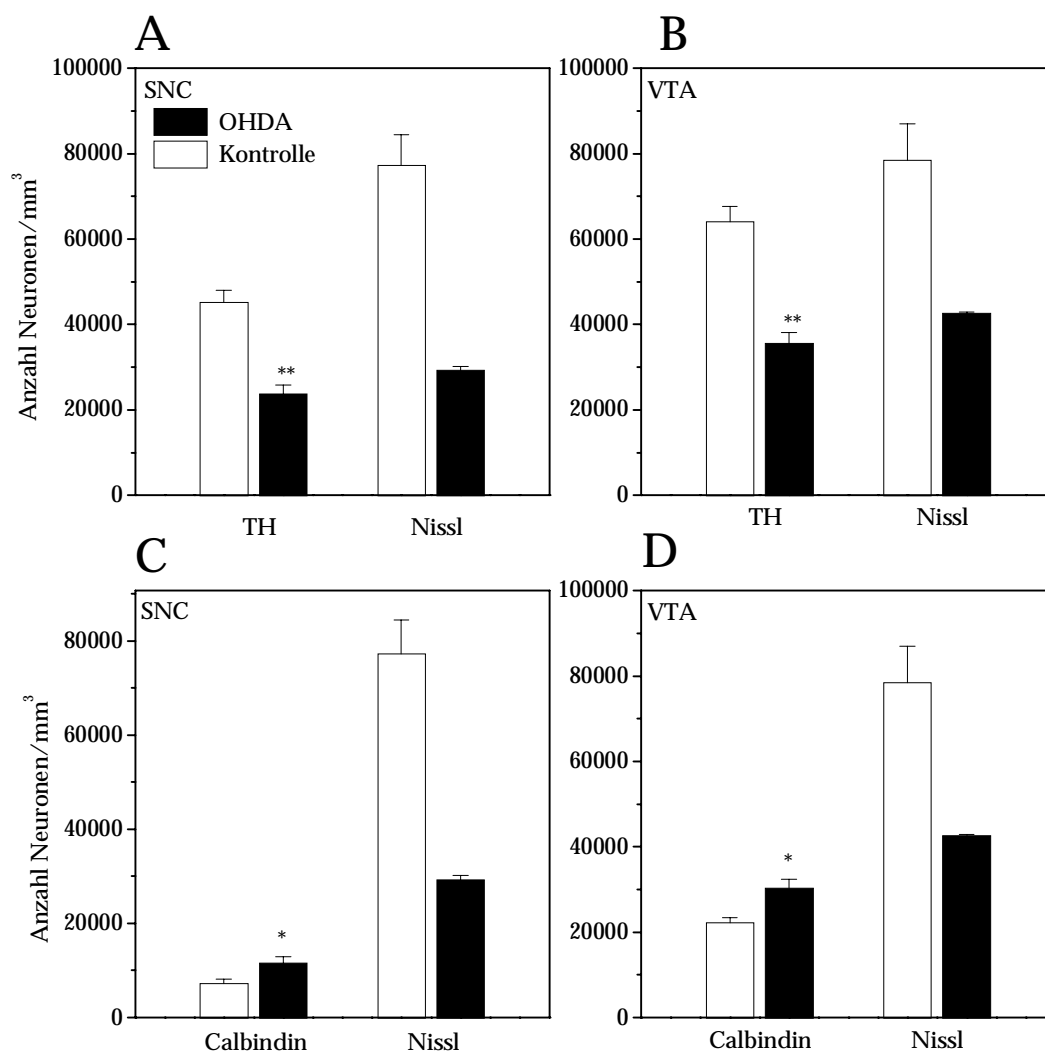 A
B
100000
80000
60000
40000
20000
0
Anzahl Neuronen/mm³
SNC
OHDA
Kontrolle
**
TH
Nissl
100000
80000
60000
40000
20000
0
VTA
**
TH
Nissl
C
D
80000
60000
40000
20000
0
Anzahl Neuronen/mm³
SNC
*
Calbindin
Nissl
100000
80000
60000
40000
20000
0
VTA
*
Calbindin
Nissl